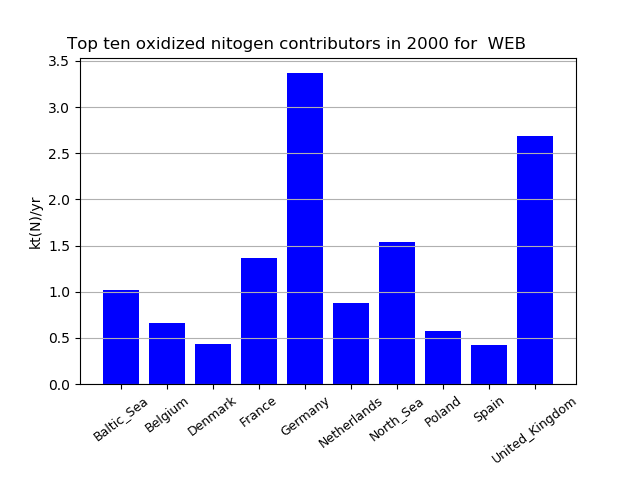 Top ten oxidized nitogen contributors in 2000 for  WEB
3.5
3.0
2.5
2.0
1.5
1.0
0.5
0.0
kt(N)/yr
Baltic_Sea
Belgium
Denmark
France
Germany
Netherlands
North_Sea
Poland
Spain
United_Kingdom